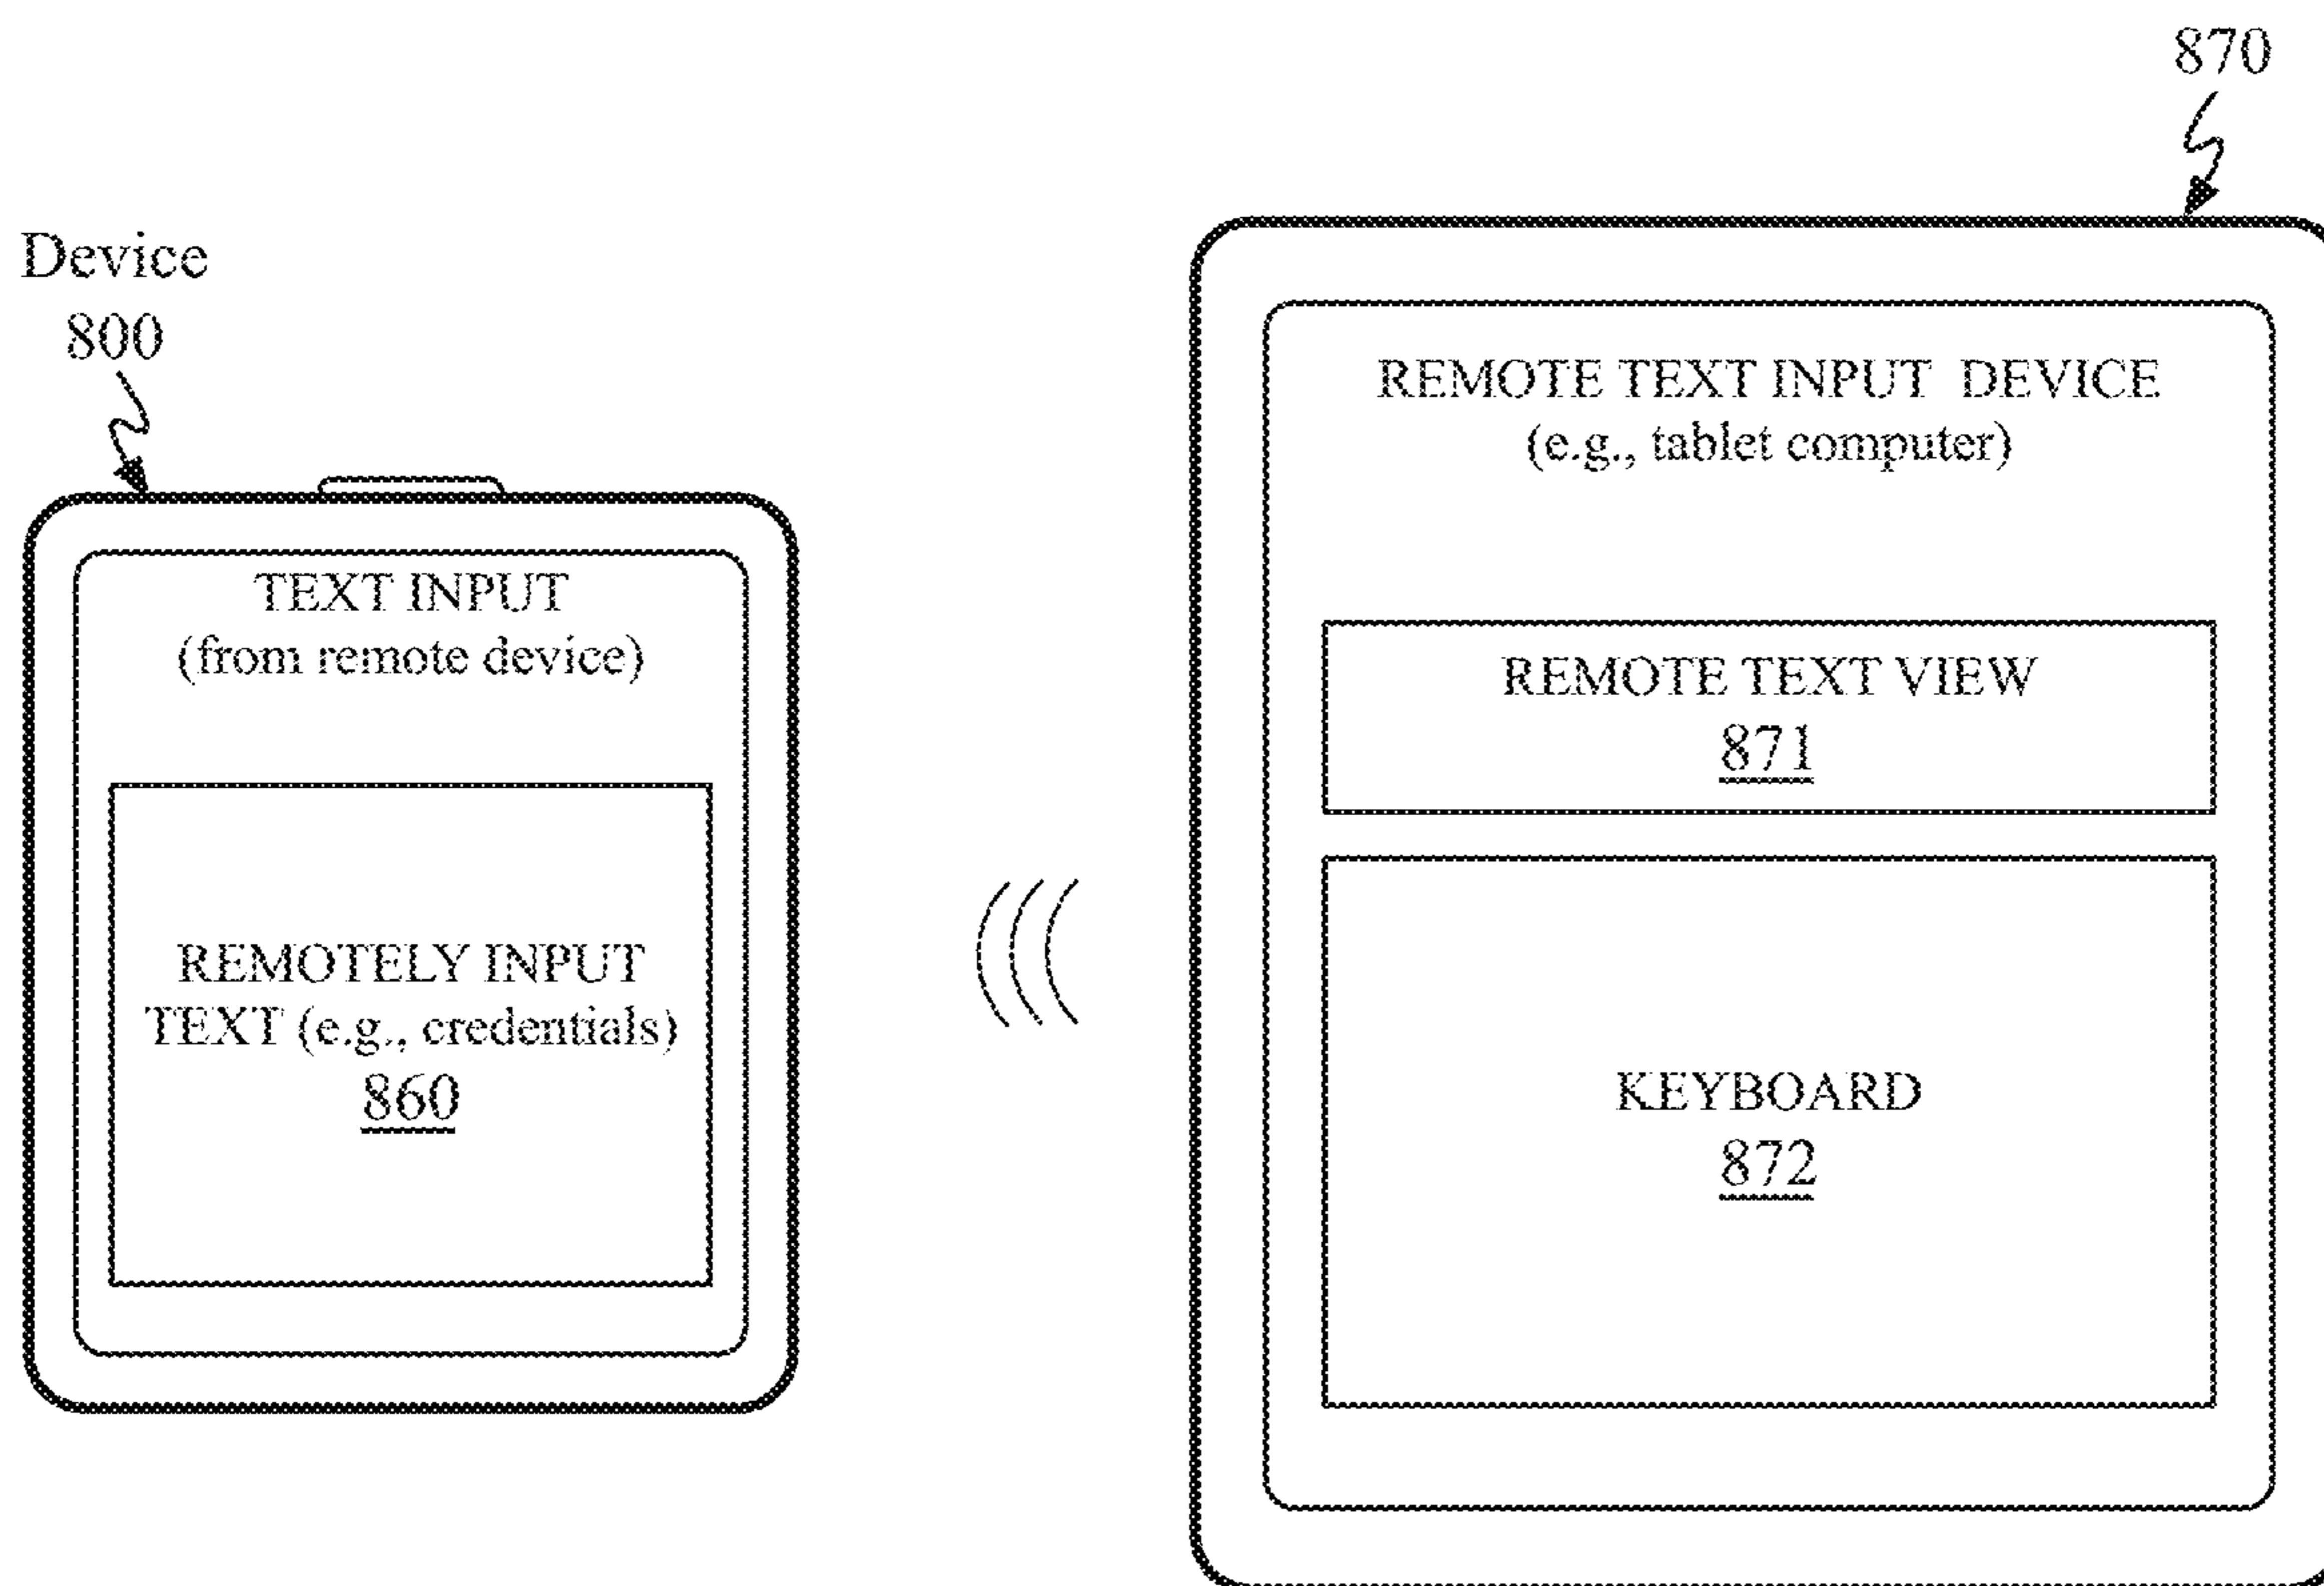 Device
800
TEXT INPUT
(from remote device)
REMOTELY INPUT
TEXT (e.g., credentials)
860
870
REMOTE TEXT INPUT DEVICE
(e.g., tablet computer)
REMOTE TEXT VIEW
871
KEYBOARD
872